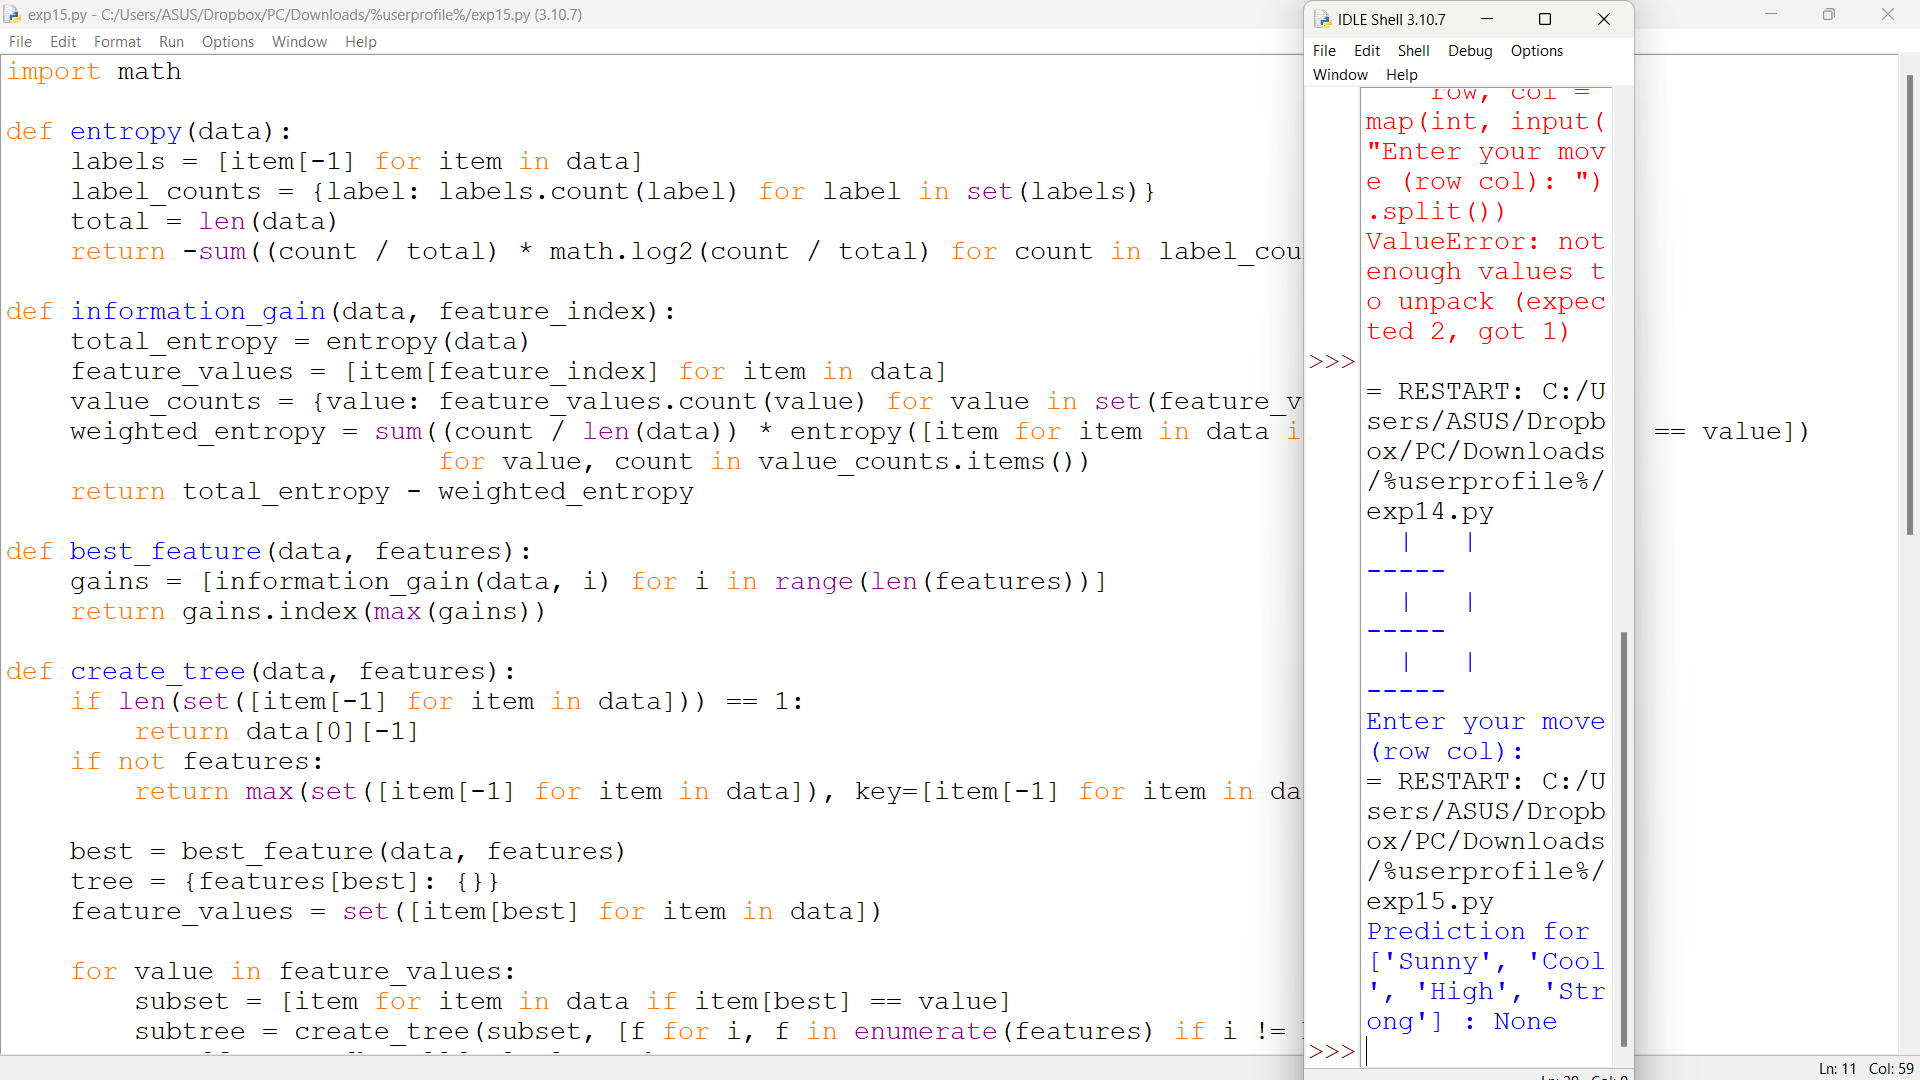 exp15.py - C:/Users/ASUS/Dropbox/PC/Downloads/%userprofile%/exp15.py (3.10.7)
File Edit Format Run Options Window Help
import math
def entropy(data):
    labels = [item[-1] for item in data]
    label_counts = {label: labels.count(label) for label in set(labels)}
    total = len(data)
    return -sum((count / total) * math.log2(count / total) for count in label_cou
def information_gain(data, feature_index):
    total_entropy = entropy(data)
    feature_values = [item[feature_index] for item in data]
    value_counts = {value: feature_values.count(value) for value in set(feature_v
    weighted_entropy = sum((count / len(data)) * entropy([item for item in data i == value])
                           for value, count in value_counts.items())
    return total_entropy - weighted_entropy
def best_feature(data, features):
    gains = [information_gain(data, i) for i in range(len(features))]
    return gains.index(max(gains))
def create_tree(data, features):
    if len(set([item[-1] for item in data])) == 1:
        return data[0][-1]
    if not features:
        return max(set([item[-1] for item in data]), key=[item[-1] for item in da
    best = best_feature(data, features)
    tree = {features[best]: {}}
    feature_values = set([item[best] for item in data])
    for value in feature_values:
        subset = [item for item in data if item[best] == value]
        subtree = create_tree(subset, [f for i, f in enumerate(features) if i !=
Ln: 11 Col: 59
IDLE Shell 3.10.7
File Edit Shell Debug Options
Window Help
    row, col =
map(int, input(
"Enter your mov
e (row col): ")
.split())
ValueError: not
enough values t
o unpack (expec
ted 2, got 1)
>>>
= RESTART: C:/U
sers/ASUS/Dropb
ox/PC/Downloads
/%userprofile%/
exp14.py
  |   |
-----
  |   |
-----
  |   |
-----
Enter your move
(row col):
= RESTART: C:/U
sers/ASUS/Dropb
ox/PC/Downloads
/%userprofile%/
exp15.py
Prediction for
['Sunny', 'Cool
', 'High', 'Str
ong'] : None
>>>